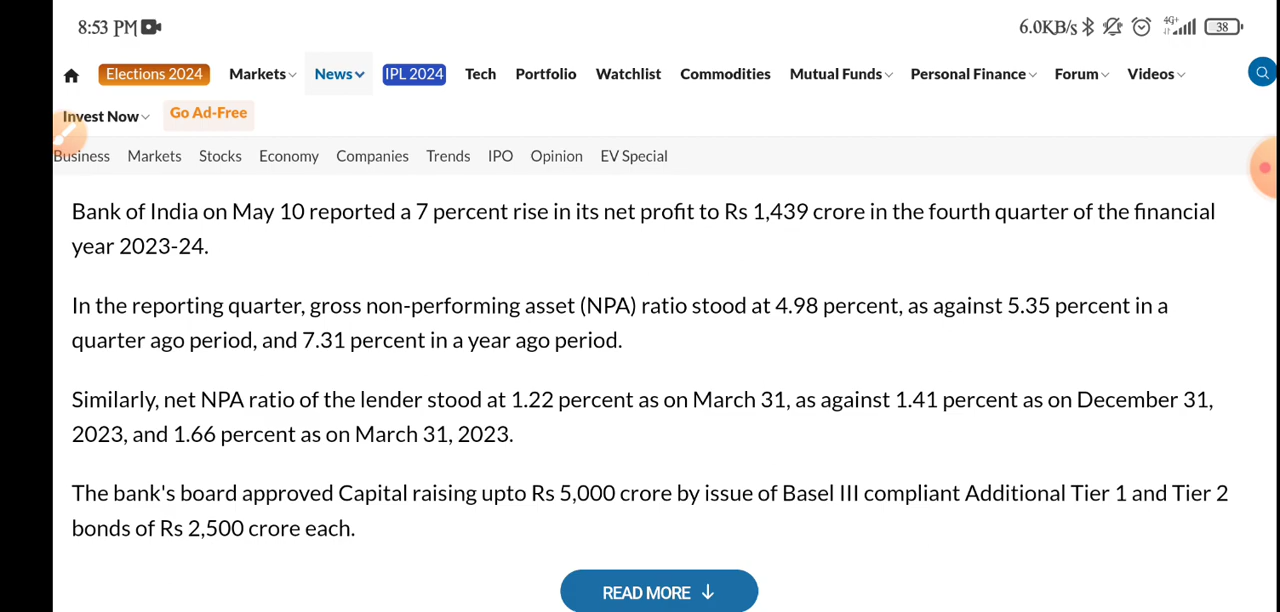 8:53 PM 6.0KB/s 4G+ 38
Elections 2024 Markets News IPL 2024 Tech Portfolio Watchlist Commodities Mutual Funds Personal Finance Forum Videos
Invest Now Go Ad-Free
Business Markets Stocks Economy Companies Trends IPO Opinion EV Special
Bank of India on May 10 reported a 7 percent rise in its net profit to Rs 1,439 crore in the fourth quarter of the financial
year 2023-24.
In the reporting quarter, gross non-performing asset (NPA) ratio stood at 4.98 percent, as against 5.35 percent in a
quarter ago period, and 7.31 percent in a year ago period.
Similarly, net NPA ratio of the lender stood at 1.22 percent as on March 31, as against 1.41 percent as on December 31,
2023, and 1.66 percent as on March 31, 2023.
The bank's board approved Capital raising upto Rs 5,000 crore by issue of Basel III compliant Additional Tier 1 and Tier 2
bonds of Rs 2,500 crore each.
READ MORE